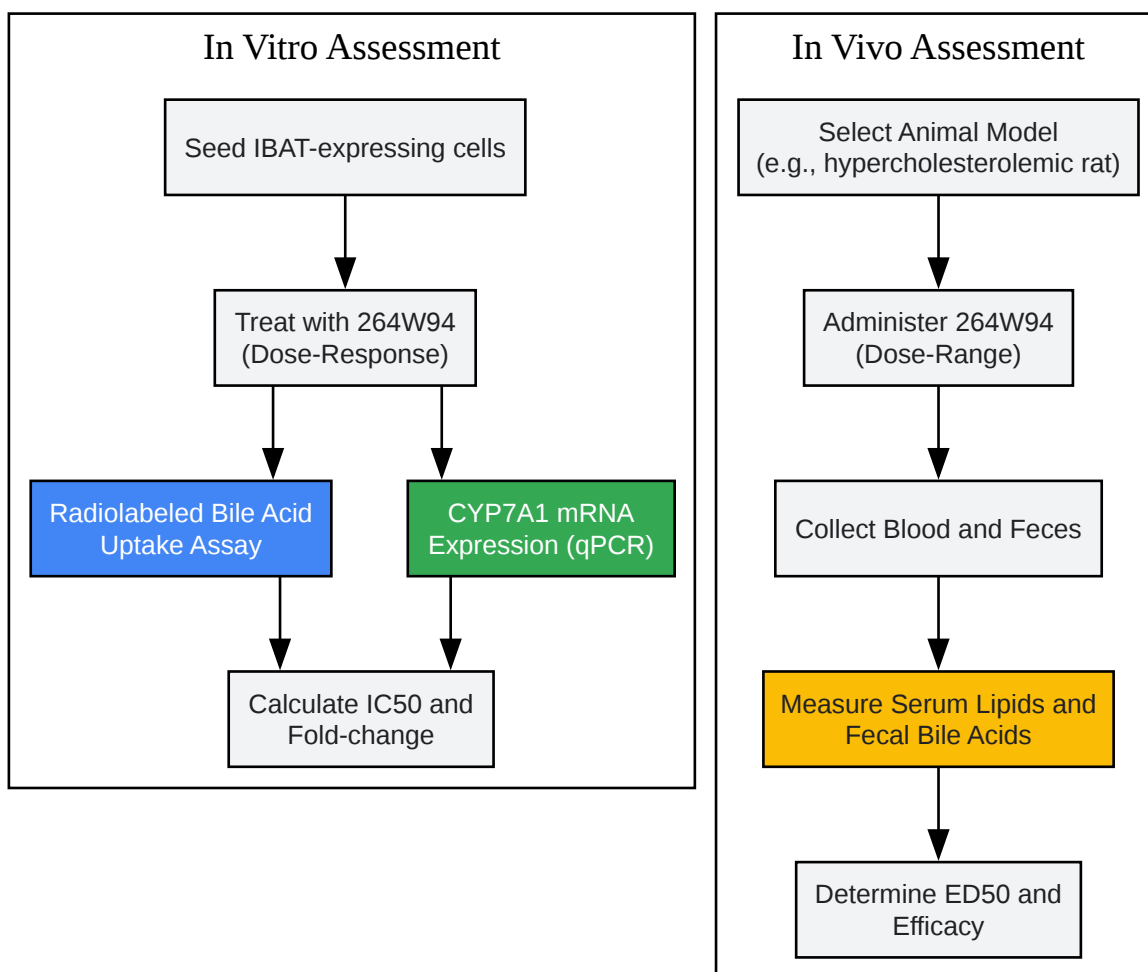 In Vitro Assessment
Seed IBAT-expressing cells
Treat with 264W94
(Dose-Response)
Radiolabeled Bile Acid
Uptake Assay
CYP7A1 mRNA
Expression (qPCR)
Calculate IC50 and
Fold-change
In Vivo Assessment
Select Animal Model
(e.g., hypercholesterolemic rat)
Administer 264W94
(Dose-Range)
Collect Blood and Feces
Measure Serum Lipids and
Fecal Bile Acids
Determine ED50 and
Efficacy